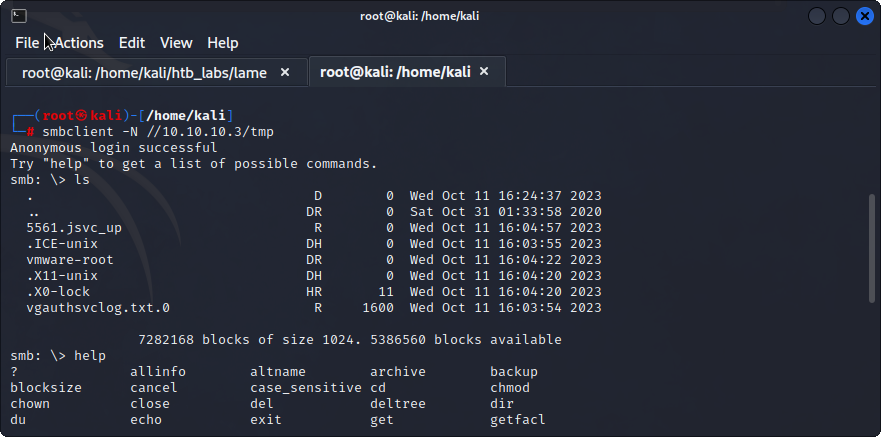 root@kali: /home/kali
File Actions Edit View Help
root@kali: /home/kali/htb_labs/lame × root@kali: /home/kali ×
┌──(root㉿kali)-[/home/kali]
└─# smbclient -N //10.10.10.3/tmp
Anonymous login successful
Try "help" to get a list of possible commands.
smb: \> ls
  .                                   D        0  Wed Oct 11 16:24:37 2023
  ..                                 DR        0  Sat Oct 31 01:33:58 2020
  5561.jsvc_up                        R        0  Wed Oct 11 16:04:57 2023
  .ICE-unix                          DH        0  Wed Oct 11 16:03:55 2023
  vmware-root                        DR        0  Wed Oct 11 16:04:22 2023
  .X11-unix                          DH        0  Wed Oct 11 16:04:20 2023
  .X0-lock                           HR       11  Wed Oct 11 16:04:20 2023
  vgauthsvclog.txt.0                  R     1600  Wed Oct 11 16:03:54 2023
                7282168 blocks of size 1024. 5386560 blocks available
smb: \> help
?              allinfo        altname        archive        backup
blocksize      cancel         case_sensitive cd             chmod
chown          close          del            deltree        dir
du             echo           exit           get            getfacl